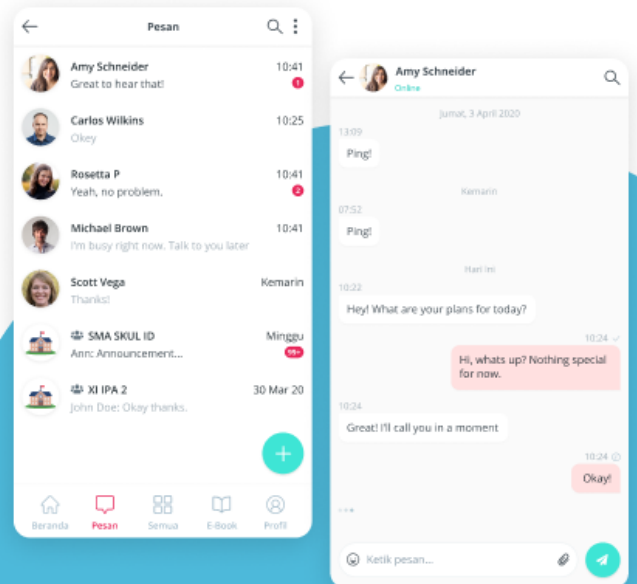 Pesan
Amy Schneider 10:41
Great to hear that! 1
Carlos Wilkins 10:25
Okey
Rosetta P 10:41
Yeah, no problem. 2
Michael Brown 10:41
I'm busy right now. Talk to you later
Scott Vega Kemarin
Thanks!
SMA SKUL ID Minggu
Ann: Announcement... 99+
XI IPA 2 30 Mar 20
John Doe: Okay thanks.
Beranda Pesan Semua E-Book Profil
Amy Schneider
Online
Jumat, 3 April 2020
13:09
Ping!
Kemarin
07:52
Ping!
Hari ini
10:22
Hey! What are your plans for today?
10:24
Hi, whats up? Nothing special
for now.
10:24
Great! I'll call you in a moment
10:24
Okay!
Ketik pesan...